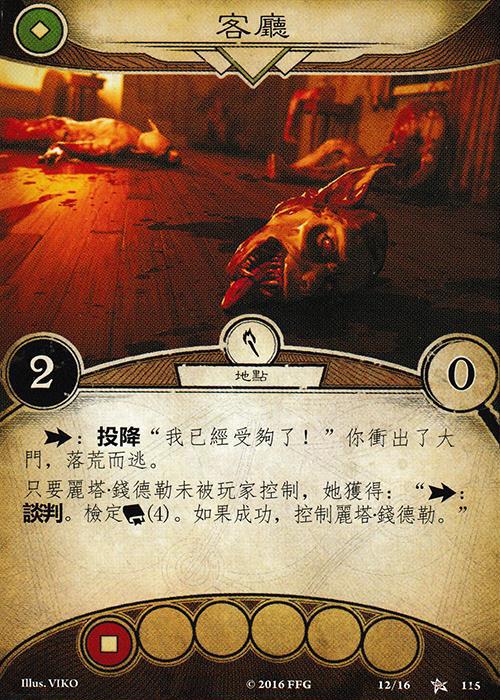 客廳
2
地點
0
：投降“我已經受夠了！”你衝出了大
門，落荒而逃。
只要麗塔·錢德勒未被玩家控制，她獲得：“：
談判。檢定(4)。如果成功，控制麗塔·錢德勒。”
Illus. VIKO
© 2016 FFG
12/16
115